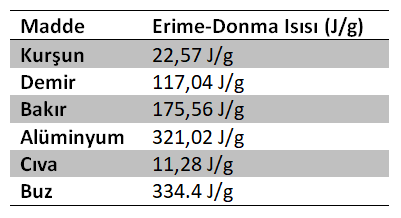 Madde Erime-Donma Isısı (J/g)
Kurşun 22,57 J/g
Demir 117,04 J/g
Bakır 175,56 J/g
Alüminyum 321,02 J/g
Cıva 11,28 J/g
Buz 334.4 J/g